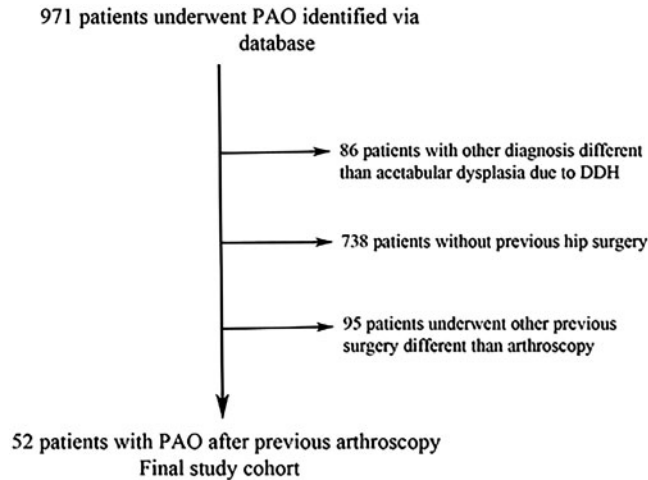 971 patients underwent PAO identified via
database
86 patients with other diagnosis different
than acetabular dysplasia due to DDH
738 patients without previous hip surgery
95 patients underwent other previous
surgery different than arthroscopy
52 patients with PAO after previous arthroscopy
Final study cohort